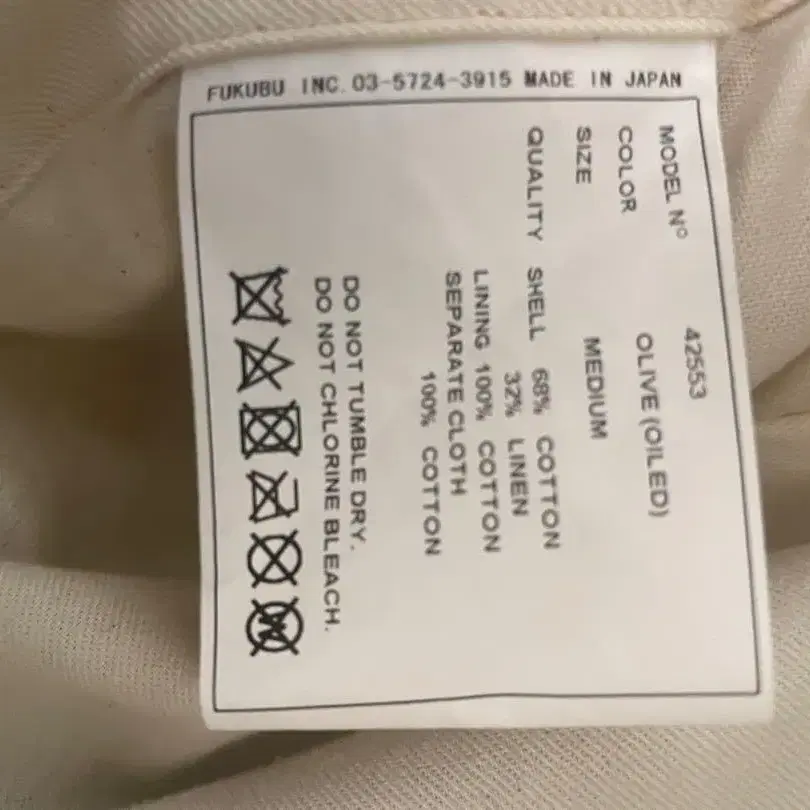 FUKUBU INC. 03-5724-3915 MADE IN JAPAN
MODEL Nº 42553
COLOR OLIVE (OILED)
SIZE MEDIUM
QUALITY SHELL 68% COTTON
32% LINEN
LINING 100% COTTON
SEPARATE CLOTH
100% COTTON
DO NOT TUMBLE DRY.
DO NOT CHLORINE BLEACH.
W